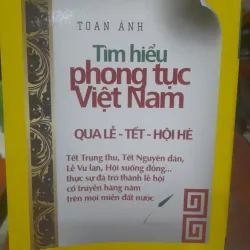 TOAN ÁNH
Tìm hiểu
phong tục
Việt Nam
QUA LỄ - TẾT - HỘI HÈ
Tết Trung thu, Tết Nguyên đán,
Lễ Vu lan, Hội xuống đồng...
thực sự đã trở thành lễ hội
cổ truyền hàng năm
trên mọi miền đất nước